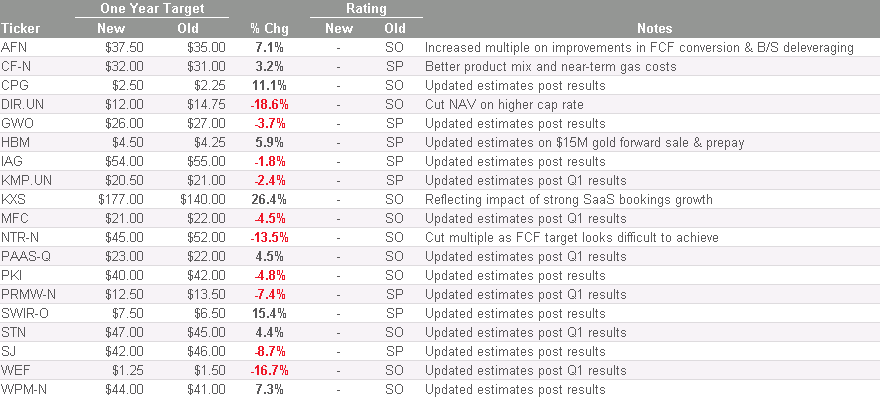 One Year Target Rating
Ticker New Old % Chg New Old Notes
AFN $37.50 $35.00 7.1% - SO Increased multiple on improvements in FCF conversion & B/S deleveraging
CF-N $32.00 $31.00 3.2% - SP Better product mix and near-term gas costs
CPG $2.50 $2.25 11.1% - SO Updated estimates post results
DIR.UN $12.00 $14.75 -18.6% - SO Cut NAV on higher cap rate
GWO $26.00 $27.00 -3.7% - SP Updated estimates post results
HBM $4.50 $4.25 5.9% - SP Updated estimates on $15M gold forward sale & prepay
IAG $54.00 $55.00 -1.8% - SP Updated estimates post results
KMP.UN $20.50 $21.00 -2.4% - SP Updated estimates post Q1 results
KXS $177.00 $140.00 26.4% - SO Reflecting impact of strong SaaS bookings growth
MFC $21.00 $22.00 -4.5% - SO Updated estimates post Q1 results
NTR-N $45.00 $52.00 -13.5% - SO Cut multiple as FCF target looks difficult to achieve
PAAS-Q $23.00 $22.00 4.5% - SO Updated estimates post Q1 results
PKI $40.00 $42.00 -4.8% - SO Updated estimates post results
PRMW-N $12.50 $13.50 -7.4% - SP Updated estimates post Q1 results
SWIR-O $7.50 $6.50 15.4% - SP Updated estimates post results
STN $47.00 $45.00 4.4% - SO Updated estimates post Q1 results
SJ $42.00 $46.00 -8.7% - SP Updated estimates post results
WEF $1.25 $1.50 -16.7% - SO Updated estimates post Q1 results
WPM-N $44.00 $41.00 7.3% - SO Updated estimates post results